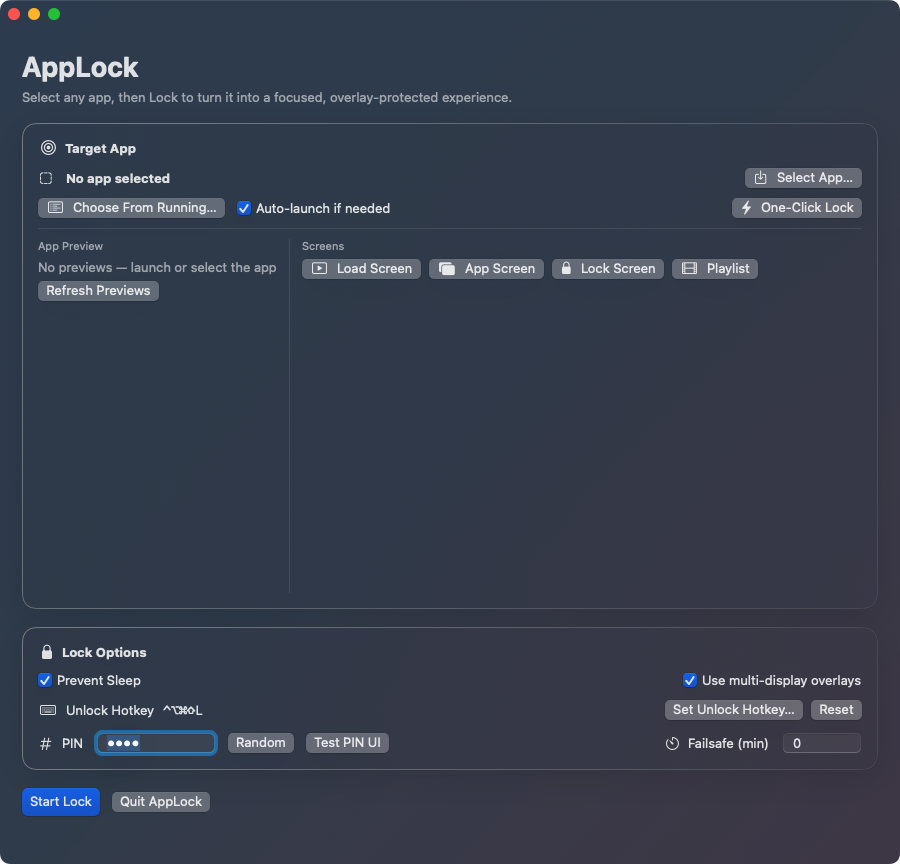 AppLock
Select any app, then Lock to turn it into a focused, overlay-protected experience.
Target App
No app selected
Select App...
Choose From Running...
Auto-launch if needed
One-Click Lock
App Preview
No previews — launch or select the app
Refresh Previews
Screens
Load Screen
App Screen
Lock Screen
Playlist
Lock Options
Prevent Sleep
Use multi-display overlays
Unlock Hotkey ^⌥⌘⇧L
Set Unlock Hotkey...
Reset
# PIN
••••
Random
Test PIN UI
Failsafe (min)
0
Start Lock
Quit AppLock